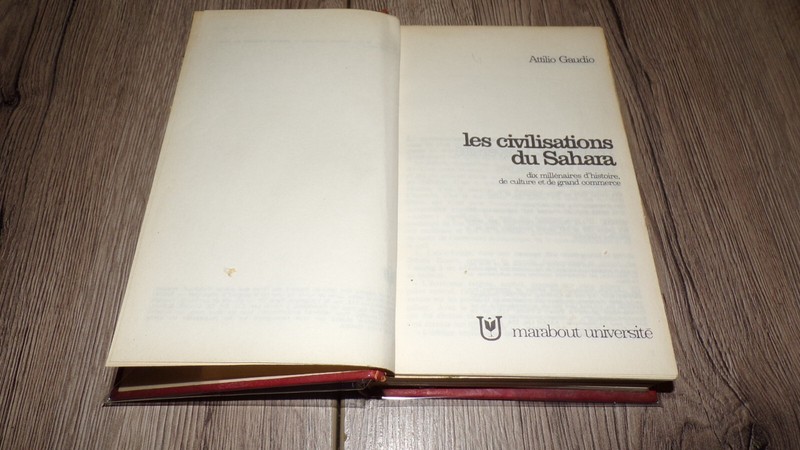 Attilio Gaudio
les civilisations
du Sahara
dix millénaires d'histoire,
de culture et de grand commerce
marabout université